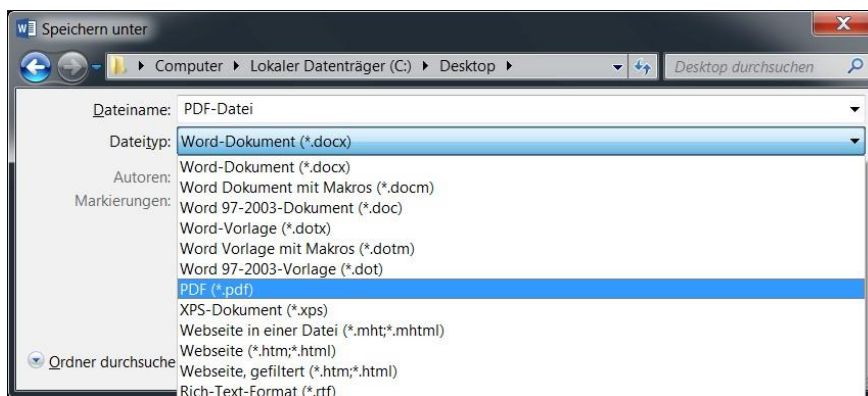 Speichern unter
Computer Lokaler Datenträger (C:) Desktop Desktop durchsuchen
Dateiname: PDF-Datei
Dateityp: Word-Dokument (*.docx)
Autoren:
Markierungen:
Word-Dokument (*.docx)
Word Dokument mit Makros (*.docm)
Word 97-2003-Dokument (*.doc)
Word-Vorlage (*.dotx)
Word Vorlage mit Makros (*.dotm)
Word 97-2003-Vorlage (*.dot)
PDF (*.pdf)
XPS-Dokument (*.xps)
Webseite in einer Datei (*.mht;*.mhtml)
Webseite (*.htm;*.html)
Webseite, gefiltert (*.htm;*.html)
Rich-Text-Format (*.rtf)
Ordner durchsuche